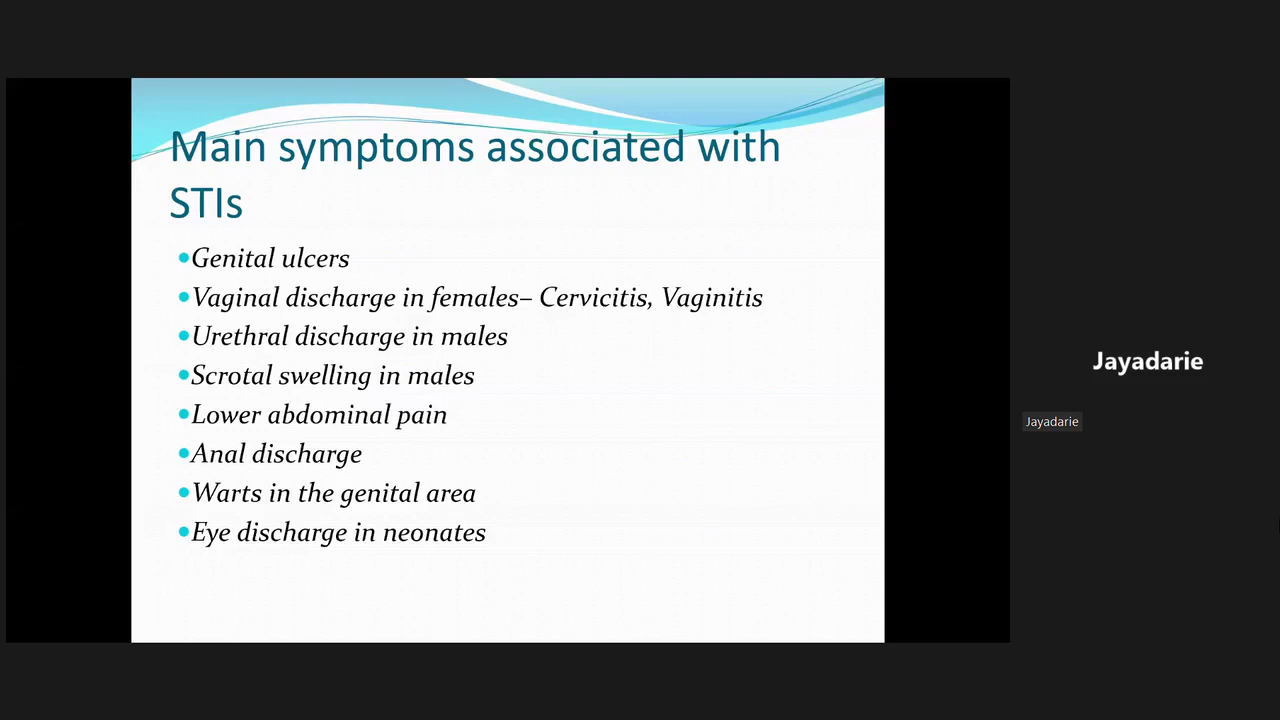 Main symptoms associated with
STIs
•Genital ulcers
•Vaginal discharge in females– Cervicitis, Vaginitis
•Urethral discharge in males
•Scrotal swelling in males
•Lower abdominal pain
•Anal discharge
•Warts in the genital area
•Eye discharge in neonates
Jayadarie
Jayadarie